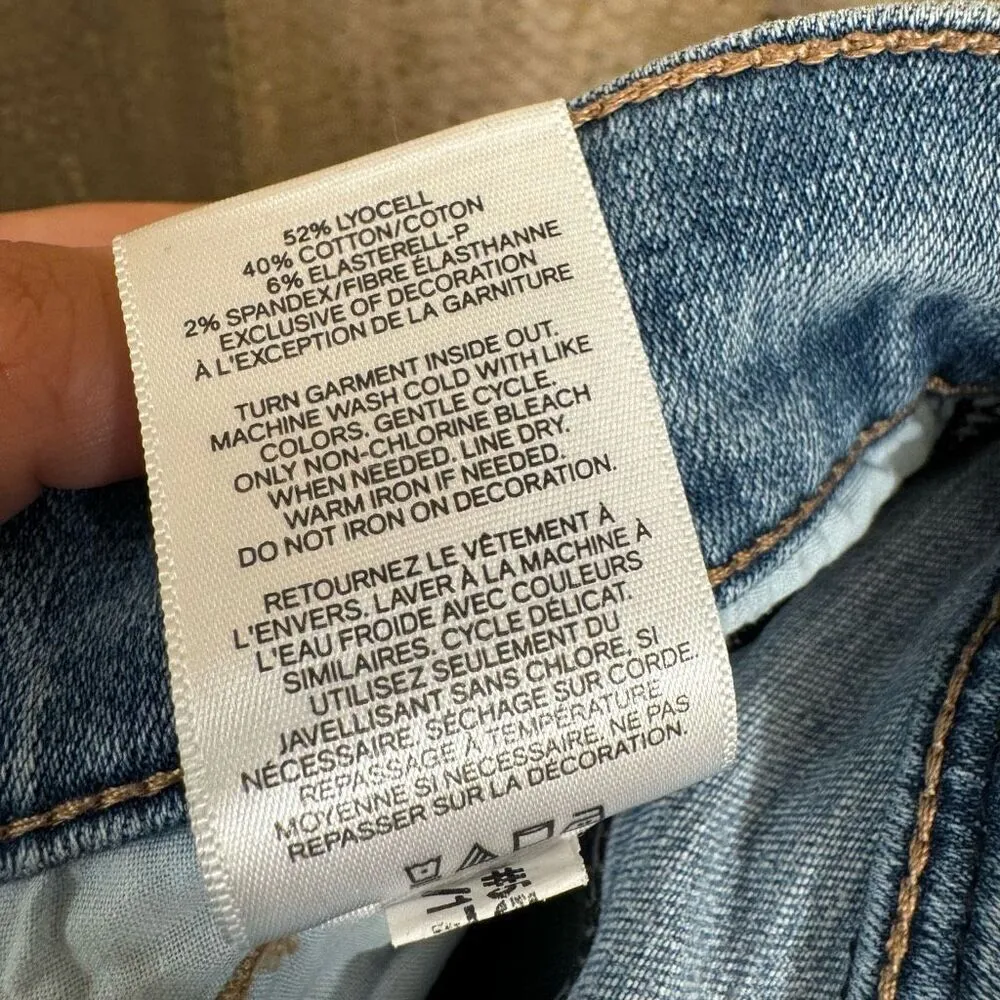 52% LYOCELL
40% COTTON/COTON
6% ELASTERELL-P
2% SPANDEX/FIBRE ÉLASTHANNE
EXCLUSIVE OF DECORATION
À L'EXCEPTION DE LA GARNITURE
TURN GARMENT INSIDE OUT.
MACHINE WASH COLD WITH LIKE
COLORS. GENTLE CYCLE.
ONLY NON-CHLORINE BLEACH
WHEN NEEDED. LINE DRY.
WARM IRON IF NEEDED.
DO NOT IRON ON DECORATION.
RETOURNEZ LE VÊTEMENT À
L'ENVERS. LAVER À LA MACHINE À
L'EAU FROIDE AVEC COULEURS
SIMILAIRES. CYCLE DÉLICAT.
UTILISEZ SEULEMENT DU
JAVELLISANT SANS CHLORE, SI
NÉCESSAIRE. SÉCHAGE SUR CORDE.
REPASSAGE À TEMPÉRATURE
MOYENNE SI NÉCESSAIRE. NE PAS
REPASSER SUR LA DÉCORATION.